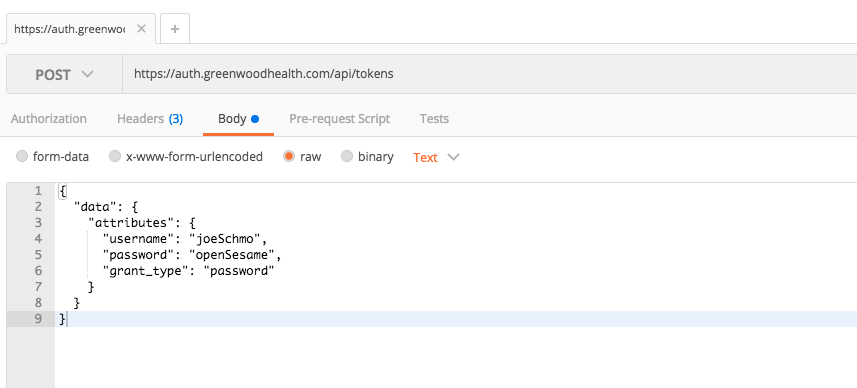 https://auth.greenwoo × +
POST https://auth.greenwoodhealth.com/api/tokens
Authorization Headers (3) Body Pre-request Script Tests
form-data x-www-form-urlencoded raw binary Text
1 {
2 "data": {
3 "attributes": {
4 "username": "joeSchmo",
5 "password": "openSesame",
6 "grant_type": "password"
7 }
8 }
9 }